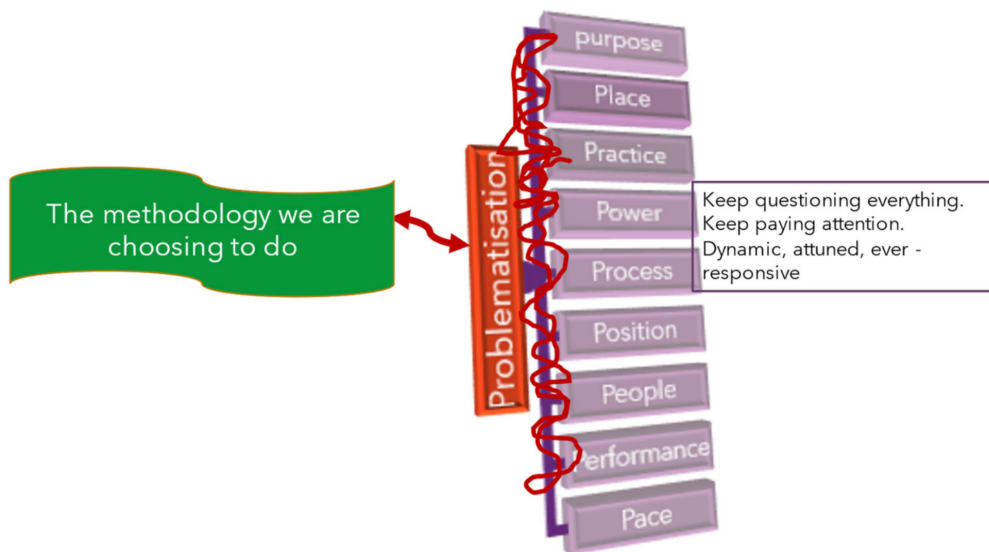 The methodology we are
choosing to do
Problematisation
purpose
Place
Practice
Power
Process
Position
People
Performance
Pace
Keep questioning everything.
Keep paying attention.
Dynamic, attuned, ever -
responsive